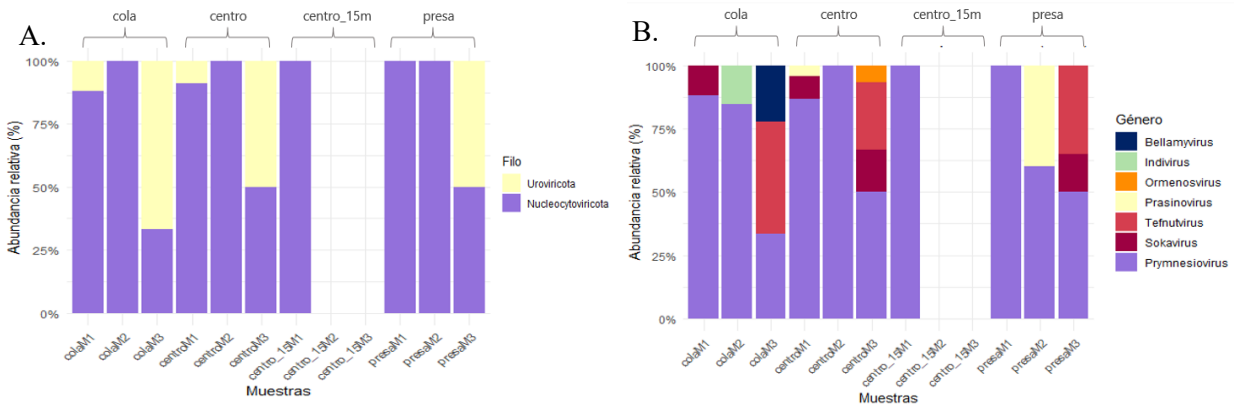 A.
cola centro centro_15m presa
Abundancia relativa (%)
100%
75%
50%
25%
0%
colaM1 colaM2 colaM3 centroM1 centroM2 centroM3 centro_15M1 centro_15M2 centro_15M3 presaM1 presaM2 presaM3
Muestras
Filo
Uroviricota
Nucleocytoviricota
B.
cola centro centro_15m presa
Abundancia relativa (%)
100%
75%
50%
25%
0%
colaM1 colaM2 colaM3 centroM1 centroM2 centroM3 centro_15M1 centro_15M2 centro_15M3 presaM1 presaM2 presaM3
Muestras
Género
Bellamyvirus
Indivirus
Ormenosvirus
Prasinovirus
Tefnutvirus
Sokavirus
Prymnesiovirus